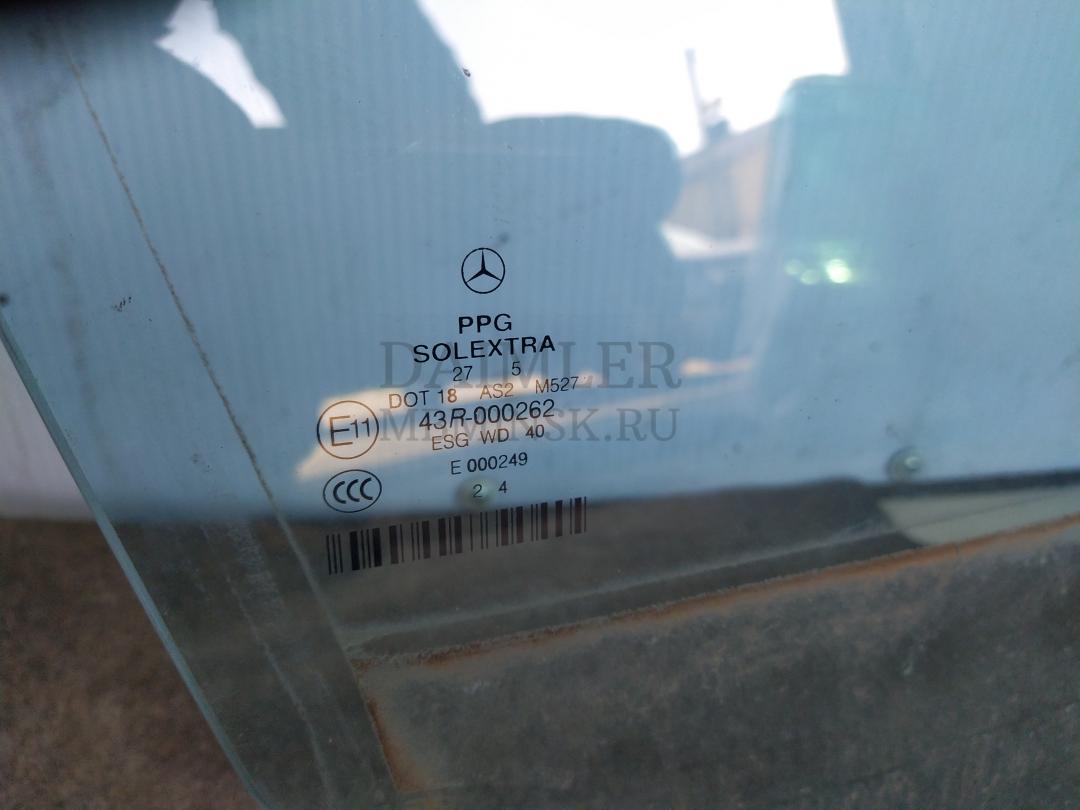 PPG
SOLEXTRA
27 5
DAIMLER
DOT 18 AS2 M527
E11
43R-000262
MBMINSK.RU
ESG WD 40
E 000249
CCC
2 4